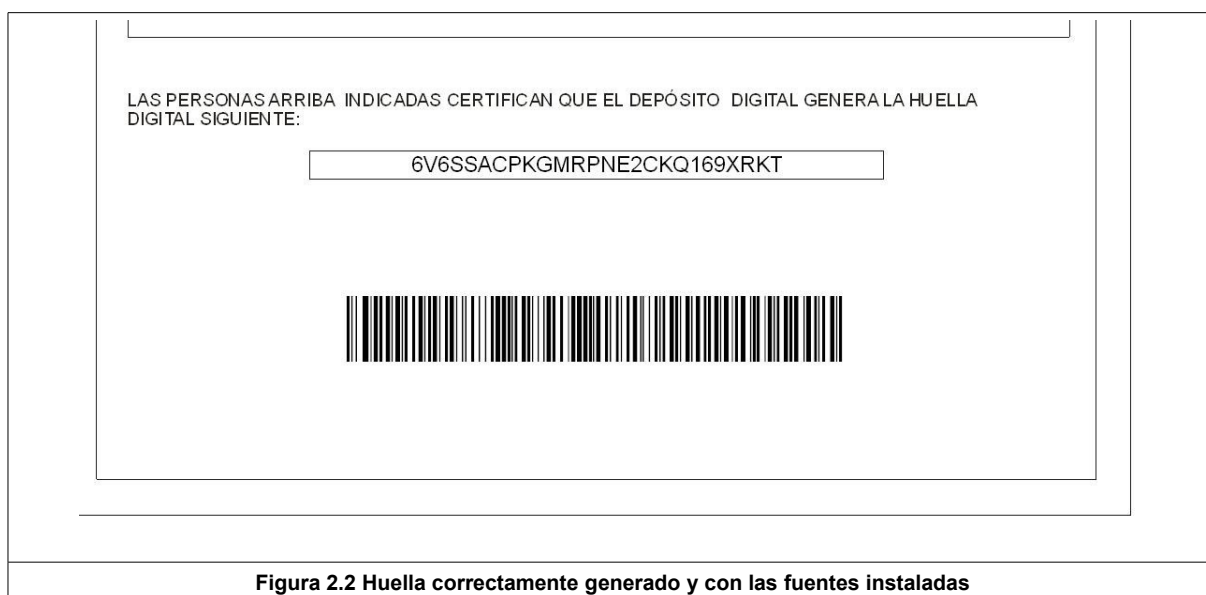 LAS PERSONAS ARRIBA INDICADAS CERTIFICAN QUE EL DEPÓSITO DIGITAL GENERA LA HUELLA
DIGITAL SIGUIENTE:
6V6SSACPKGMRPNE2CKQ169XRKT
Figura 2.2 Huella correctamente generado y con las fuentes instaladas